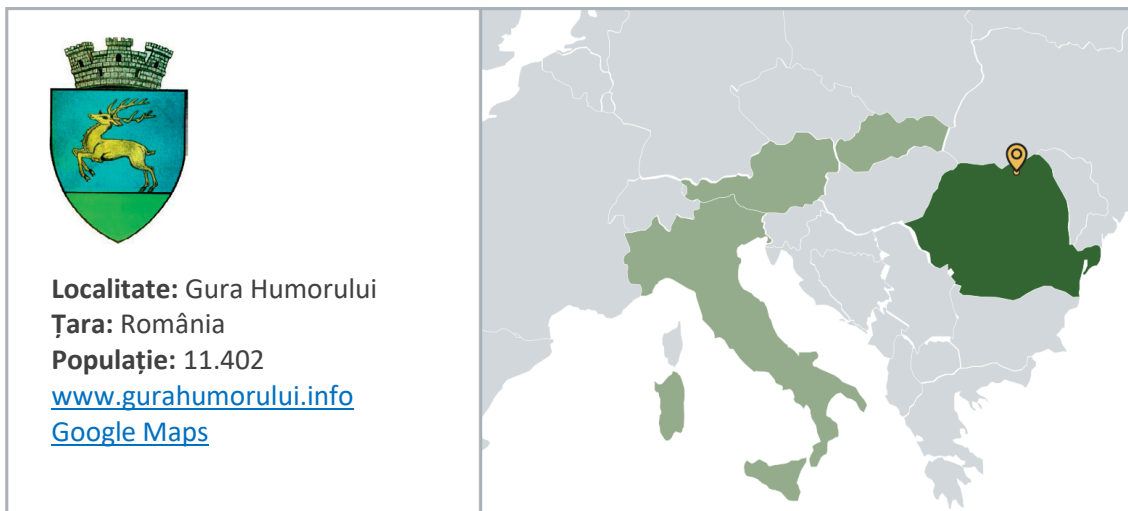 Localitate: Gura Humorului
Țara: România
Populație: 11.402
www.gurahumorului.info
Google Maps